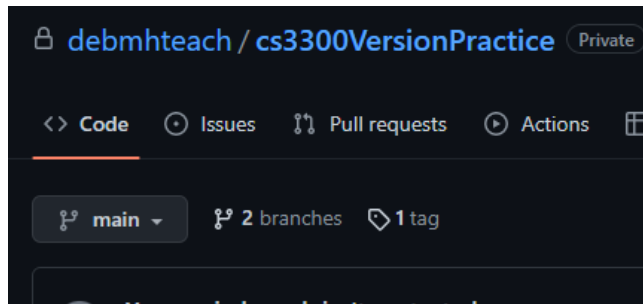 debmhteach / cs3300VersionPractice Private
<> Code Issues Pull requests Actions
main 2 branches 1 tag